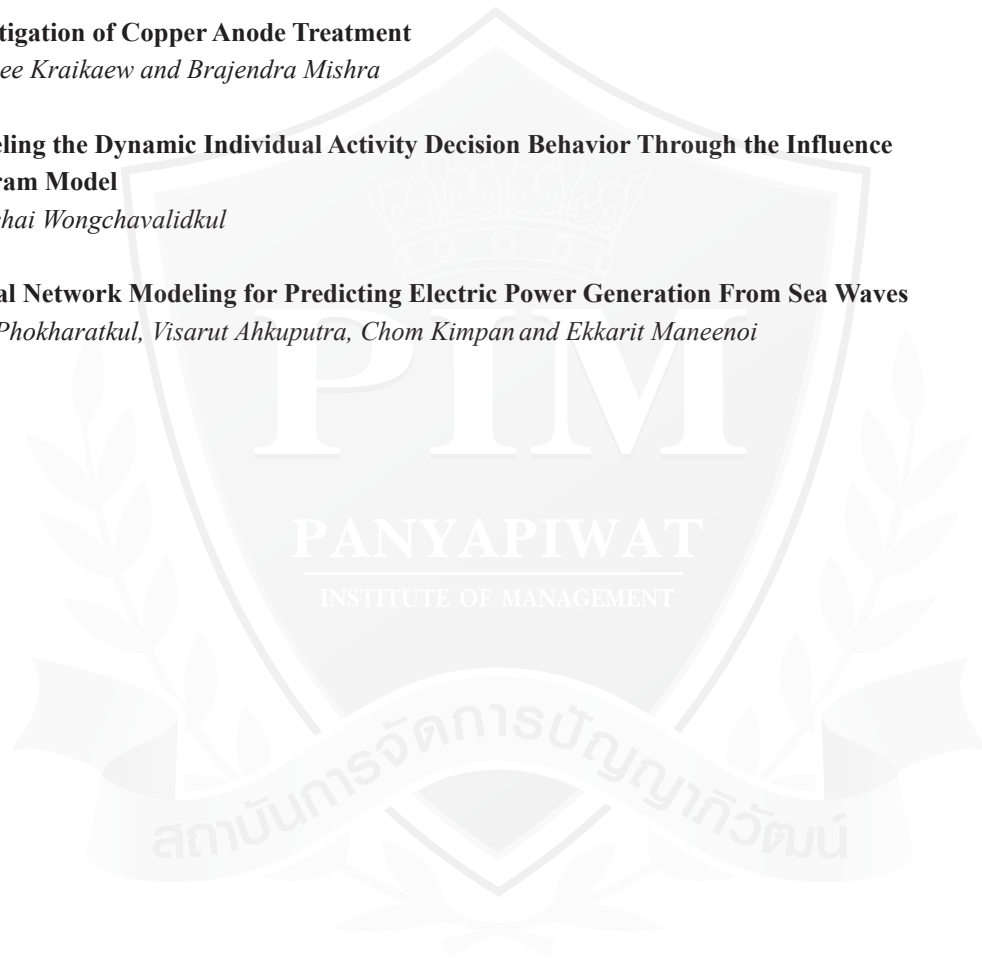 tigation of Copper Anode Treatment
ee Kraikaew and Brajendra Mishra
eling the Dynamic Individual Activity Decision Behavior Through the Influence
ram Model
hai Wongchavalidkul
al Network Modeling for Predicting Electric Power Generation From Sea Waves
Phokharatkul, Visarut Ahkuputra, Chom Kimpan and Ekkarit Maneenoi
PIM
PANYAPIWAT
INSTITUTE OF MANAGEMENT
สถาบันการจัดการปัญญาภิวัฒน์